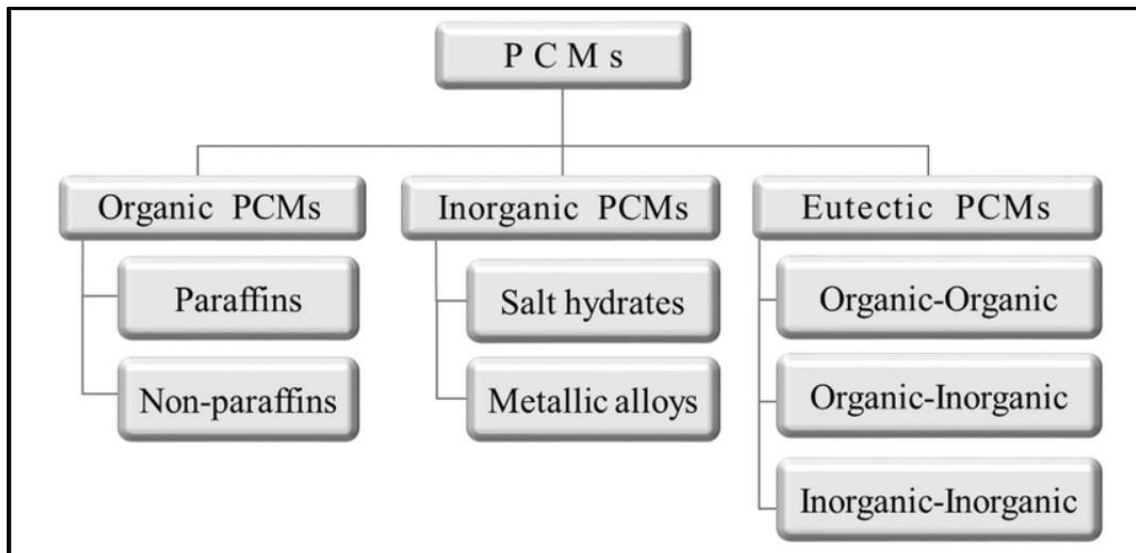 PCMs
Organic PCMs
Paraffins
Non-paraffins
Inorganic PCMs
Salt hydrates
Metallic alloys
Eutectic PCMs
Organic-Organic
Organic-Inorganic
Inorganic-Inorganic